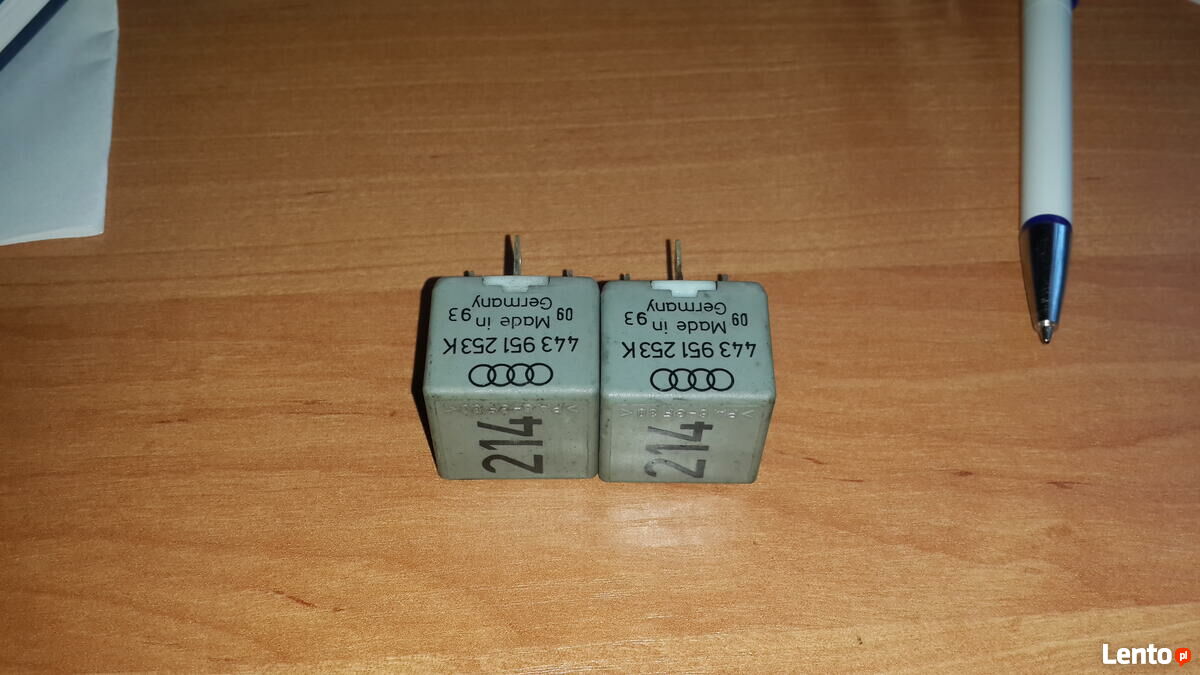 214
443 951 253 K
09 Made in 93
Germany
214
443 951 253 K
09 Made in 93
Germany
Lento pl